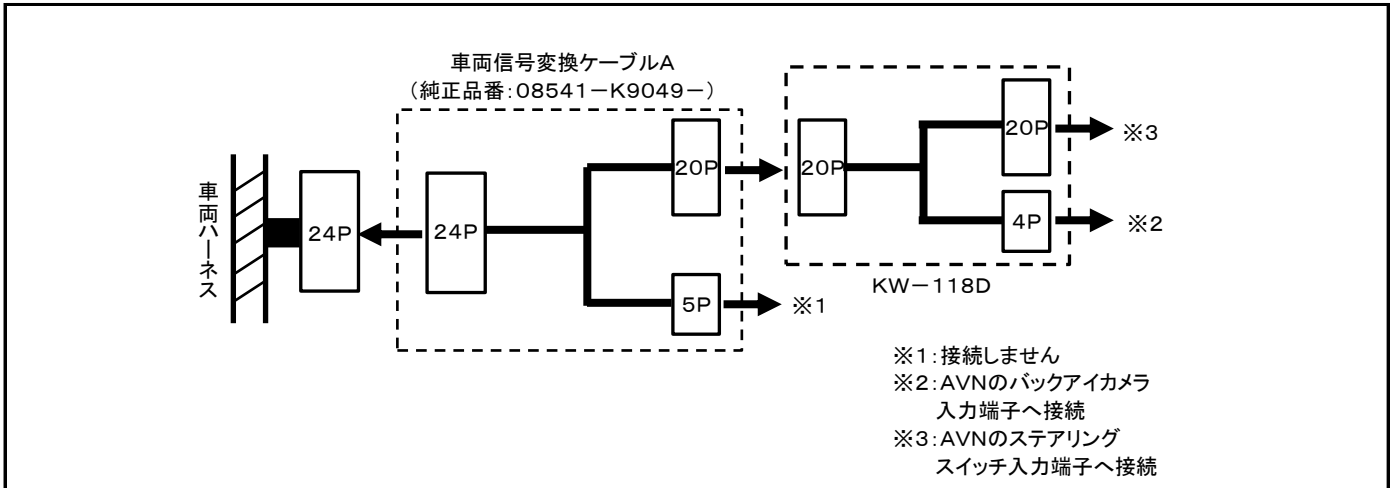 車両信号変換ケーブルA
(純正品番:08541-K9049-)
車両ハーネス
24P
24P
20P
5P
※1
20P
20P
※3
4P
※2
KW-118D
※1:接続しません
※2:AVNのバックアイカメラ
入力端子へ接続
※3:AVNのステアリング
スイッチ入力端子へ接続